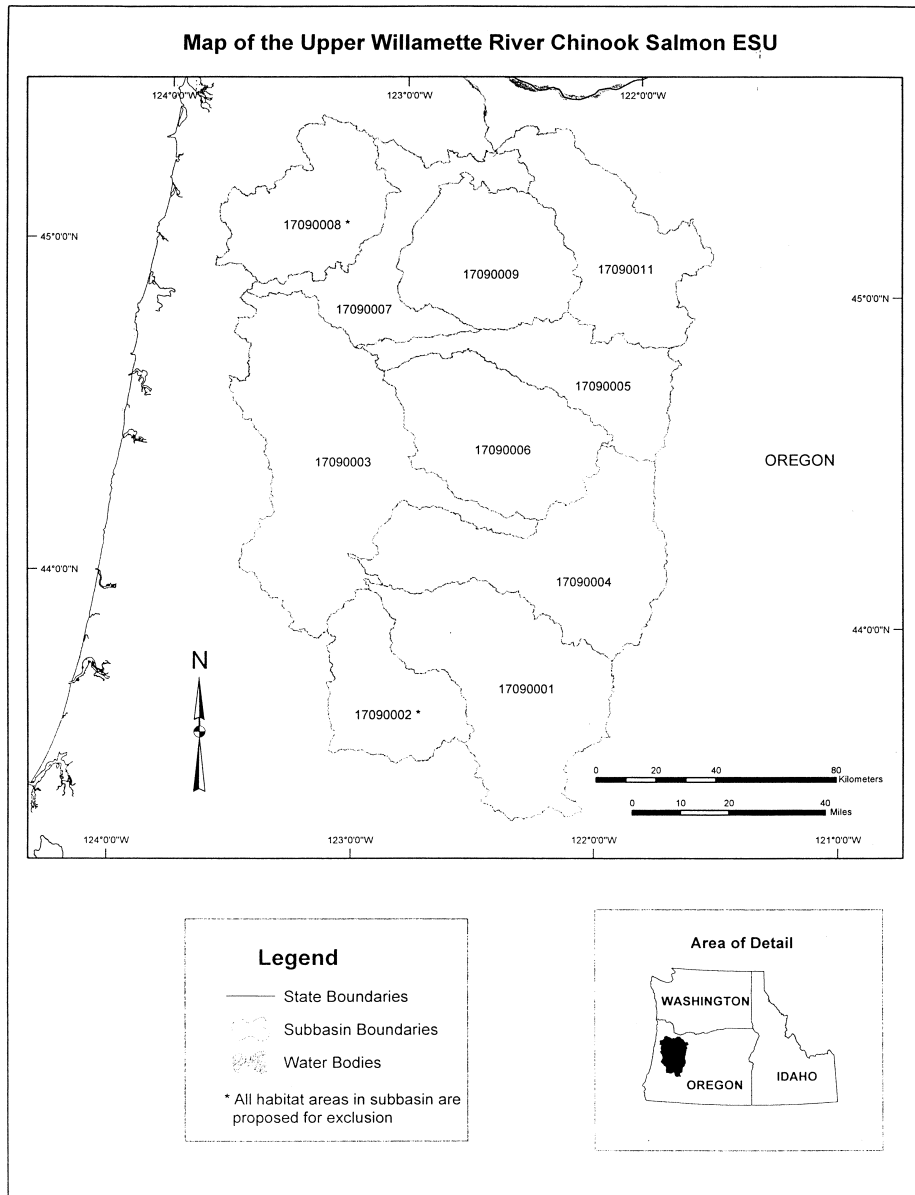 Map of the Upper Willamette River Chinook Salmon ESU
124°0'0"W
123°0'0"W
122°0'0"W
45°0'0"N
17090008 *
17090009
17090011
45°0'0"N
17090007
17090005
17090003
17090006
OREGON
44°0'0"N
17090004
44°0'0"N
N
17090001
17090002 *
0 20 40 80
Kilometers
0 10 20 40
Miles
124°0'0"W
123°0'0"W
122°0'0"W
121°0'0"W
Legend
State Boundaries
Subbasin Boundaries
Water Bodies
* All habitat areas in subbasin are
proposed for exclusion
Area of Detail
WASHINGTON
OREGON
IDAHO